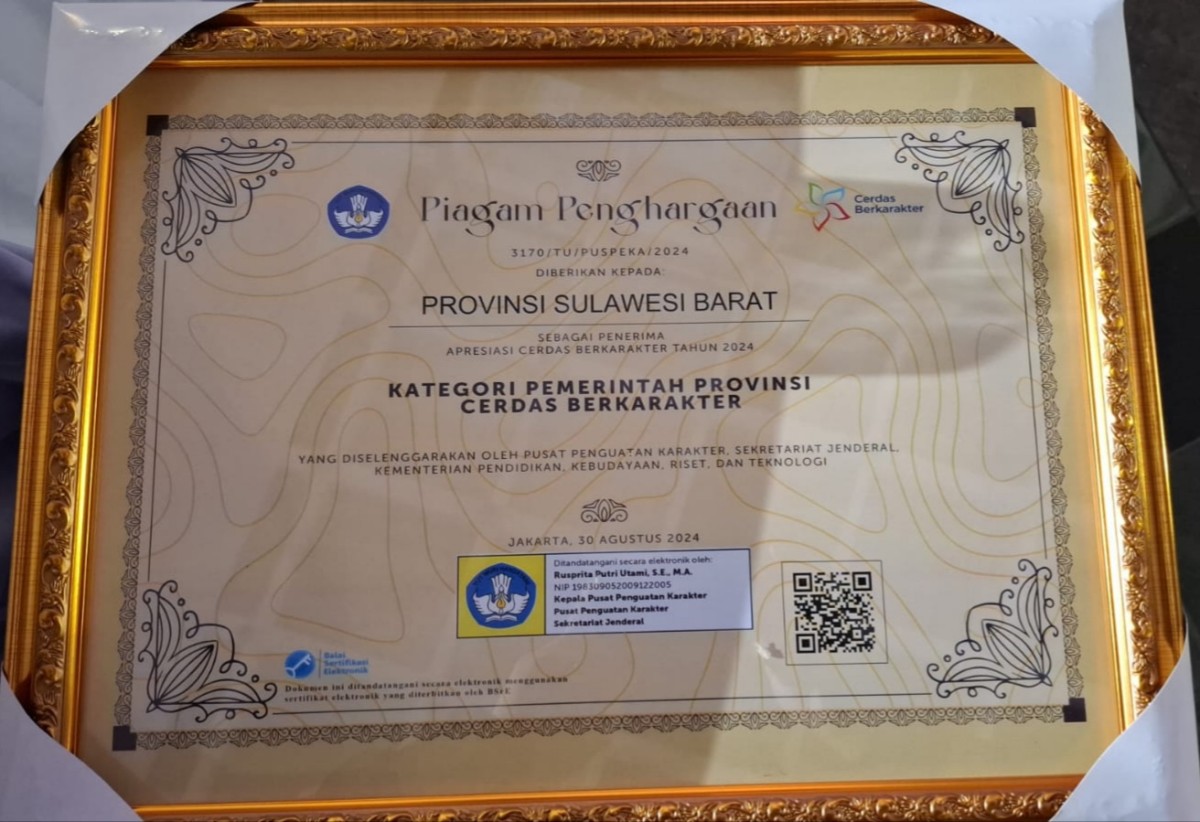 Piagam Penghargaan
Cerdas
Berkarakter
3170/TU/PUSPEKA/2024
DIBERIKAN KEPADA:
PROVINSI SULAWESI BARAT
SEBAGAI PENERIMA
APRESIASI CERDAS BERKARAKTER TAHUN 2024
KATEGORI PEMERINTAH PROVINSI
CERDAS BERKARAKTER
YANG DISELENGGARAKAN OLEH PUSAT PENGUATAN KARAKTER, SEKRETARIAT JENDERAL,
KEMENTERIAN PENDIDIKAN, KEBUDAYAAN, RISET, DAN TEKNOLOGI
JAKARTA, 30 AGUSTUS 2024
Ditandatangani secara elektronik oleh:
Rusprita Putri Utami, S.E., M.A.
NIP 198309052009122005
Kepala Pusat Penguatan Karakter
Pusat Penguatan Karakter
Sekretariat Jenderal
Balai
Sertifikasi
Elektronik
Dokumen ini ditandatangani secara elektronik menggunakan
sertifikat elektronik yang diterbitkan oleh BSrE